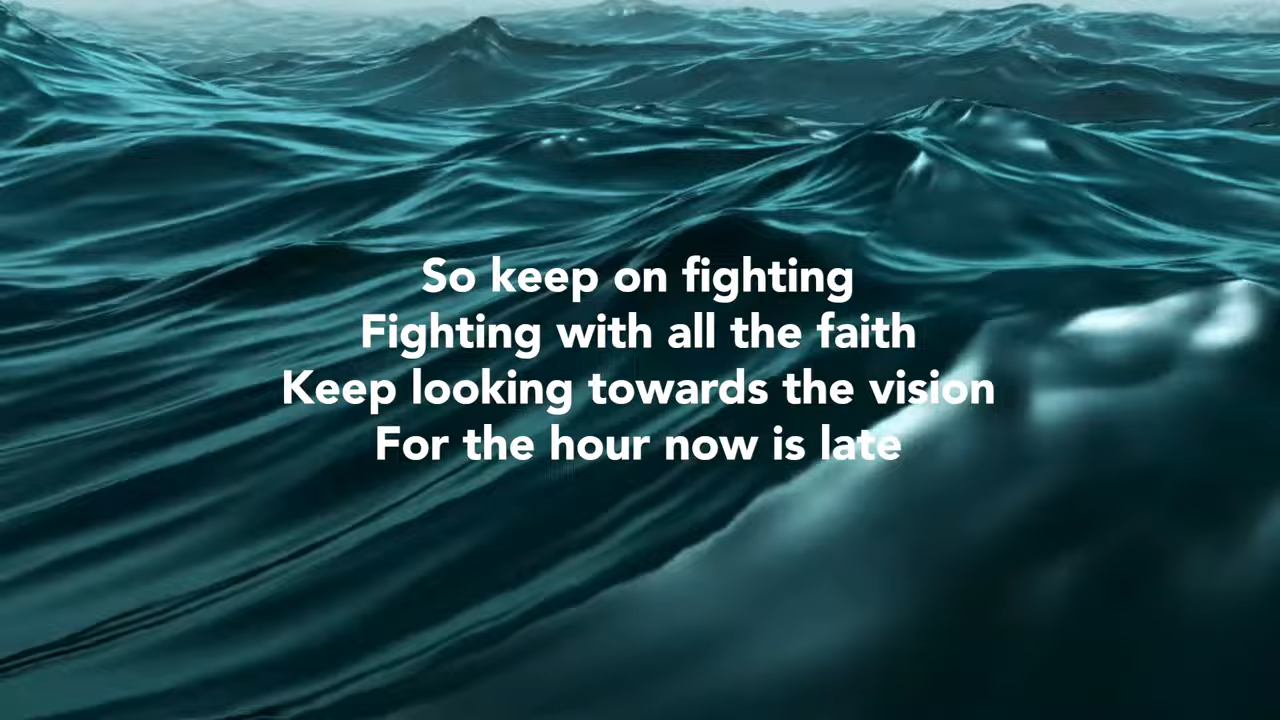 So keep on fighting
Fighting with all the faith
Keep looking towards the vision
For the hour now is late